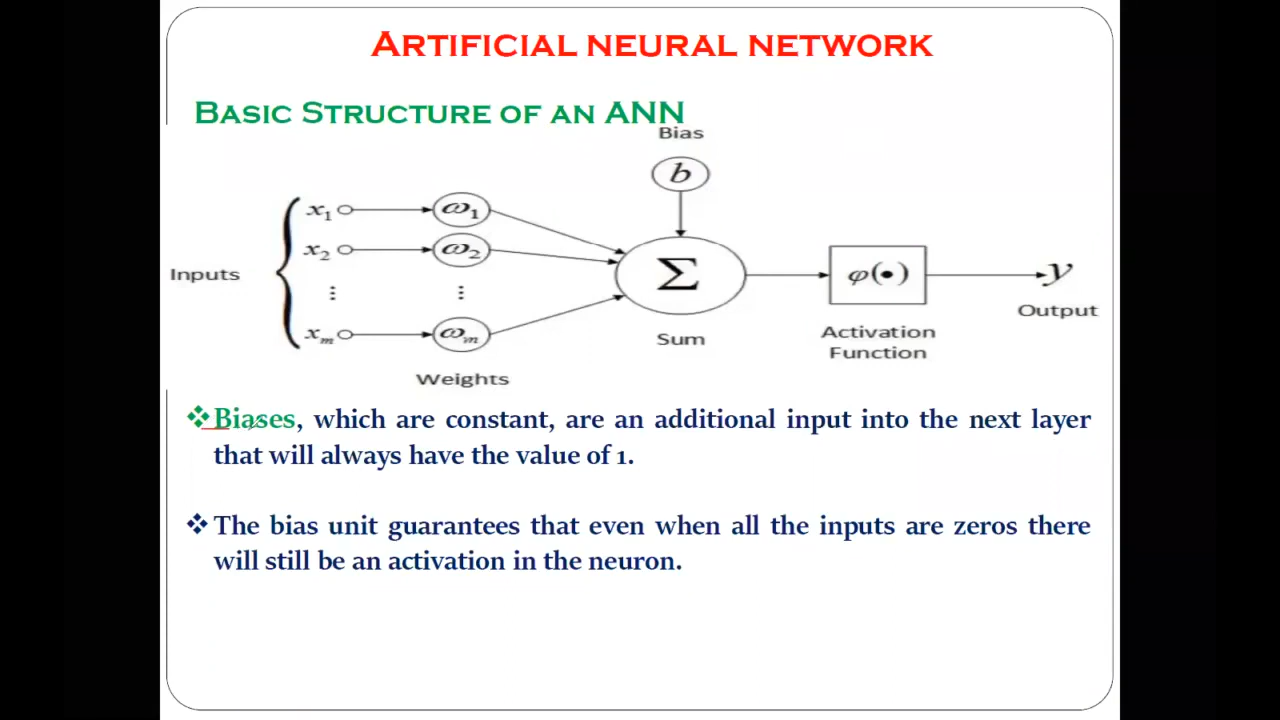 ARTIFICIAL NEURAL NETWORK
BASIC STRUCTURE OF AN ANN
Bias
b
x1 ω1
x2 ω2
Inputs
Σ
φ(•)
y
⋮ ⋮
xm ωm
Output
Sum
Activation
Function
Weights
❖Biases, which are constant, are an additional input into the next layer
that will always have the value of 1.
❖The bias unit guarantees that even when all the inputs are zeros there
will still be an activation in the neuron.